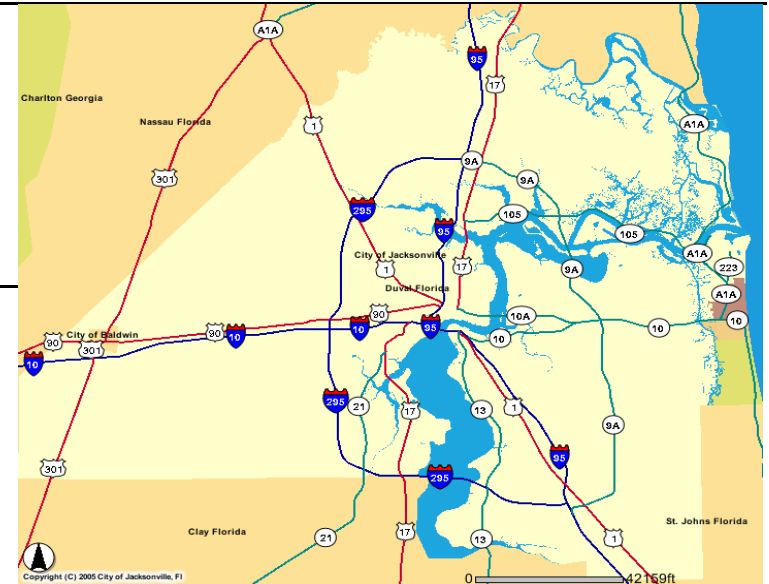 A1A
95
17
Charlton Georgia
Nassau Florida
1
A1A
9A
9A
301
295
105
95
105
City of Jacksonville
A1A
1
17
9A
223
Duval Florida
A1A
90
10A
10
90
City of Baldwin
90
10
10
95
10
10
301
10
295
21
17
13
1
9A
95
301
295
Clay Florida
St. Johns Florida
21
17
13
1
Copyright (C) 2005 City of Jacksonville, Fl
0
42159ft